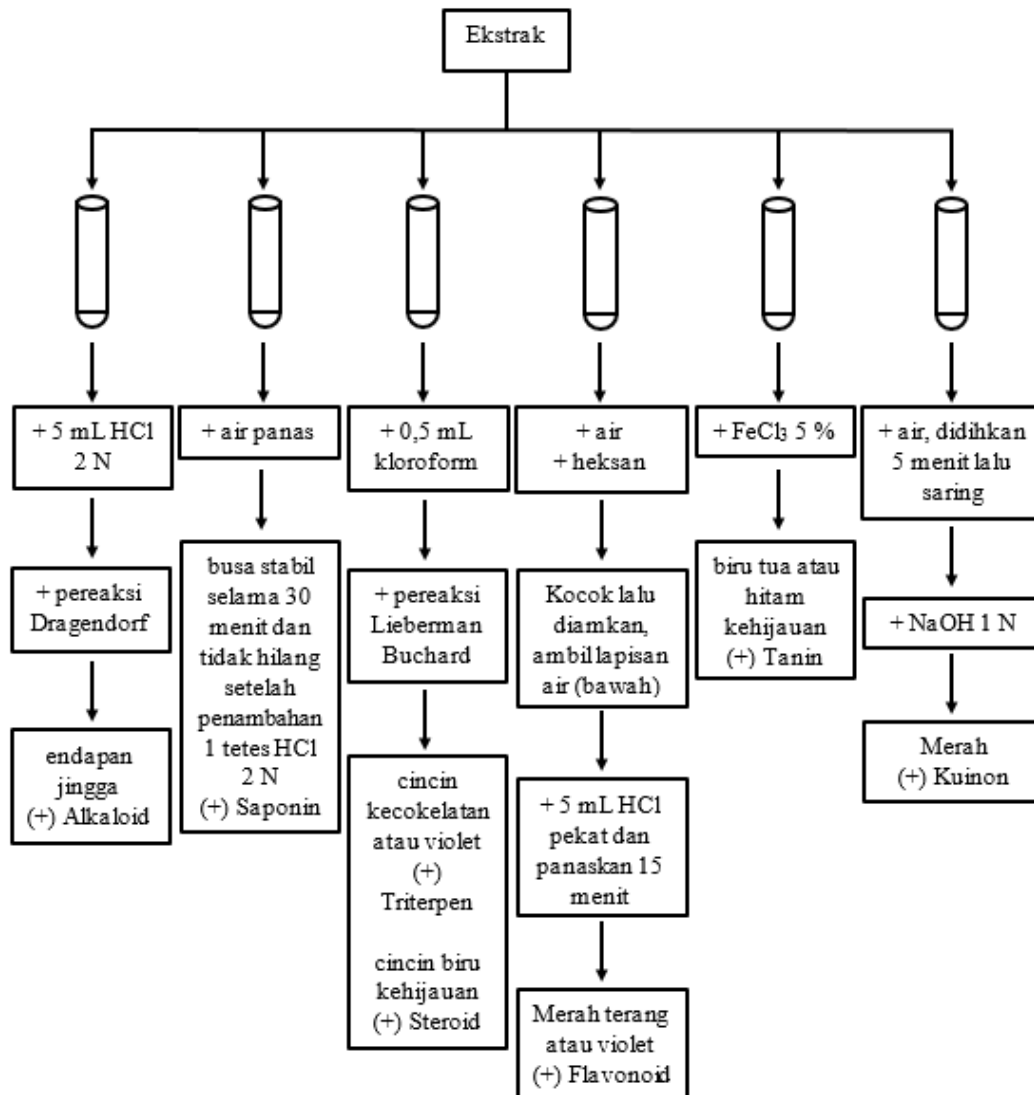 Ekstrak
+ 5 mL HCl
2 N
+ pereaksi
Dragendorf
endapan
jingga
(+) Alkaloid
+ air panas
busa stabil
selama 30
menit dan
tidak hilang
setelah
penambahan
1 tetes HCl
2 N
(+) Saponin
+ 0,5 mL
kloroform
+ pereaksi
Lieberman
Buchard
cincin
kecokelatan
atau violet
(+)
Triterpen
cincin biru
kehijauan
(+) Steroid
+ air
+ heksan
Kocok lalu
diamkan,
ambil lapisan
air (bawah)
+ 5 mL HCl
pekat dan
panaskan 15
menit
Merah terang
atau violet
(+) Flavonoid
+ FeCl₃ 5 %
biru tua atau
hitam
kehijauan
(+) Tanin
+ air, didihkan
5 menit lalu
saring
+ NaOH 1 N
Merah
(+) Kuinon